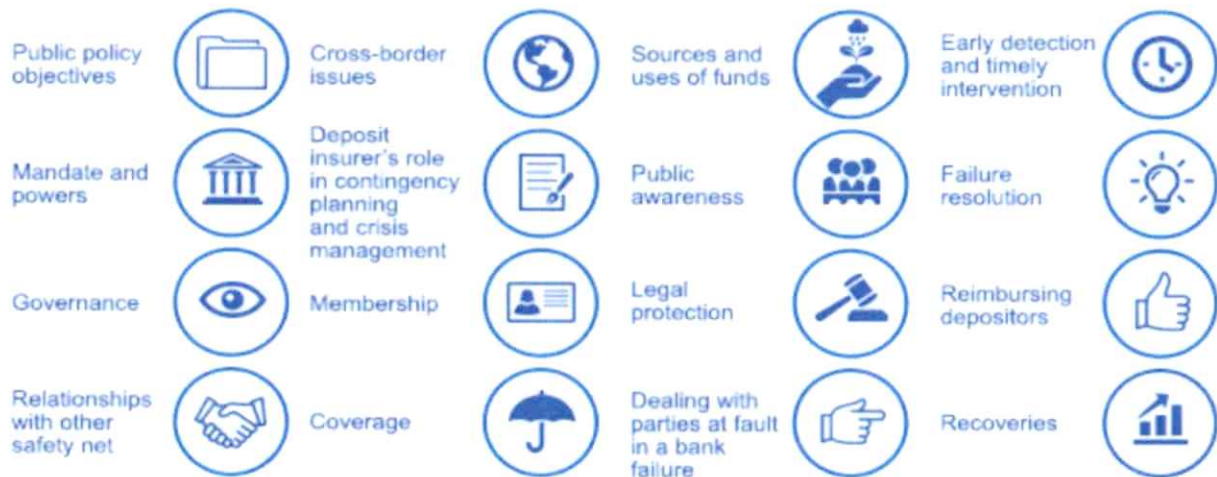 Public policy
objectives
Mandate and
powers
Governance
Relationships
with other
safety net
Cross-border
issues
Deposit
insurer's role
in contingency
planning
and crisis
management
Membership
Coverage
Sources and
uses of funds
Public
awareness
Legal
protection
Dealing with
parties at fault
in a bank
failure
Early detection
and timely
intervention
Failure
resolution
Reimbursing
depositors
Recoveries